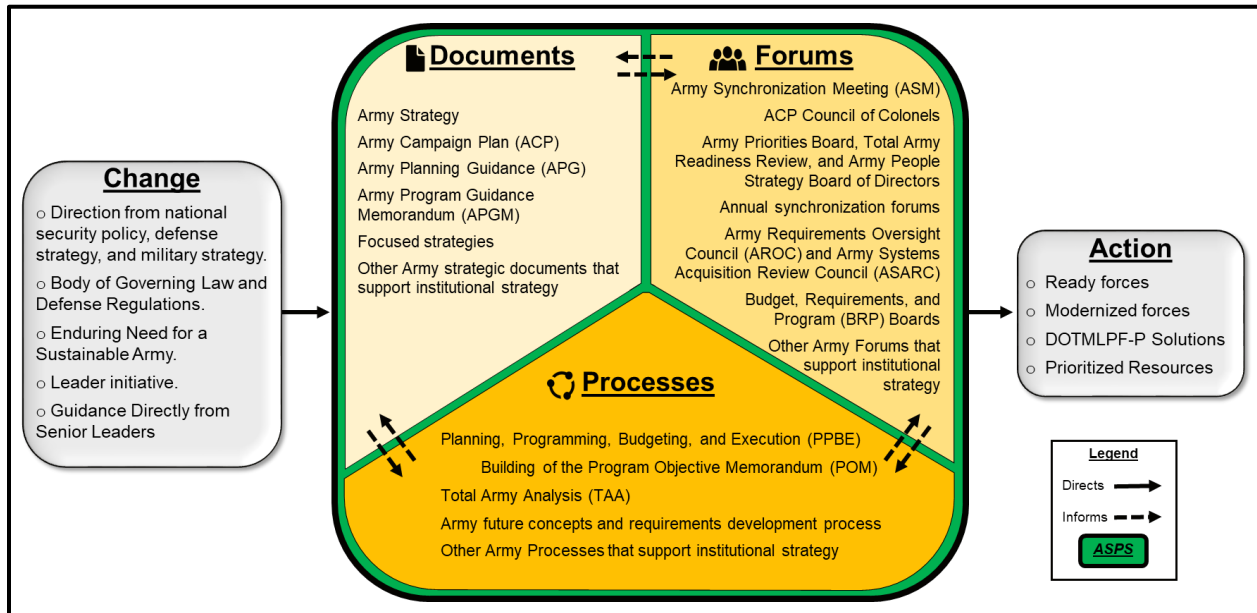 Change
o Direction from national
security policy, defense
strategy, and military strategy.
o Body of Governing Law and
Defense Regulations.
o Enduring Need for a
Sustainable Army.
o Leader initiative.
o Guidance Directly from
Senior Leaders
Documents
Army Strategy
Army Campaign Plan (ACP)
Army Planning Guidance (APG)
Army Program Guidance
Memorandum (APGM)
Focused strategies
Other Army strategic documents that
support institutional strategy
Forums
Army Synchronization Meeting (ASM)
ACP Council of Colonels
Army Priorities Board, Total Army
Readiness Review, and Army People
Strategy Board of Directors
Annual synchronization forums
Army Requirements Oversight
Council (AROC) and Army Systems
Acquisition Review Council (ASARC)
Budget, Requirements, and
Program (BRP) Boards
Other Army Forums that
support institutional
strategy
Processes
Planning, Programming, Budgeting, and Execution (PPBE)
Building of the Program Objective Memorandum (POM)
Total Army Analysis (TAA)
Army future concepts and requirements development process
Other Army Processes that support institutional strategy
Action
o Ready forces
o Modernized forces
o DOTMLPF-P Solutions
o Prioritized Resources
Legend
Directs
Informs
ASPS